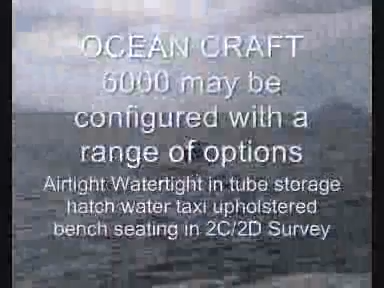 OCEAN CRAFT
6000 may be
configured with a
range of options
Airtight Watertight in tube storage
hatch water taxi upholstered
bench seating in 2C/2D Survey